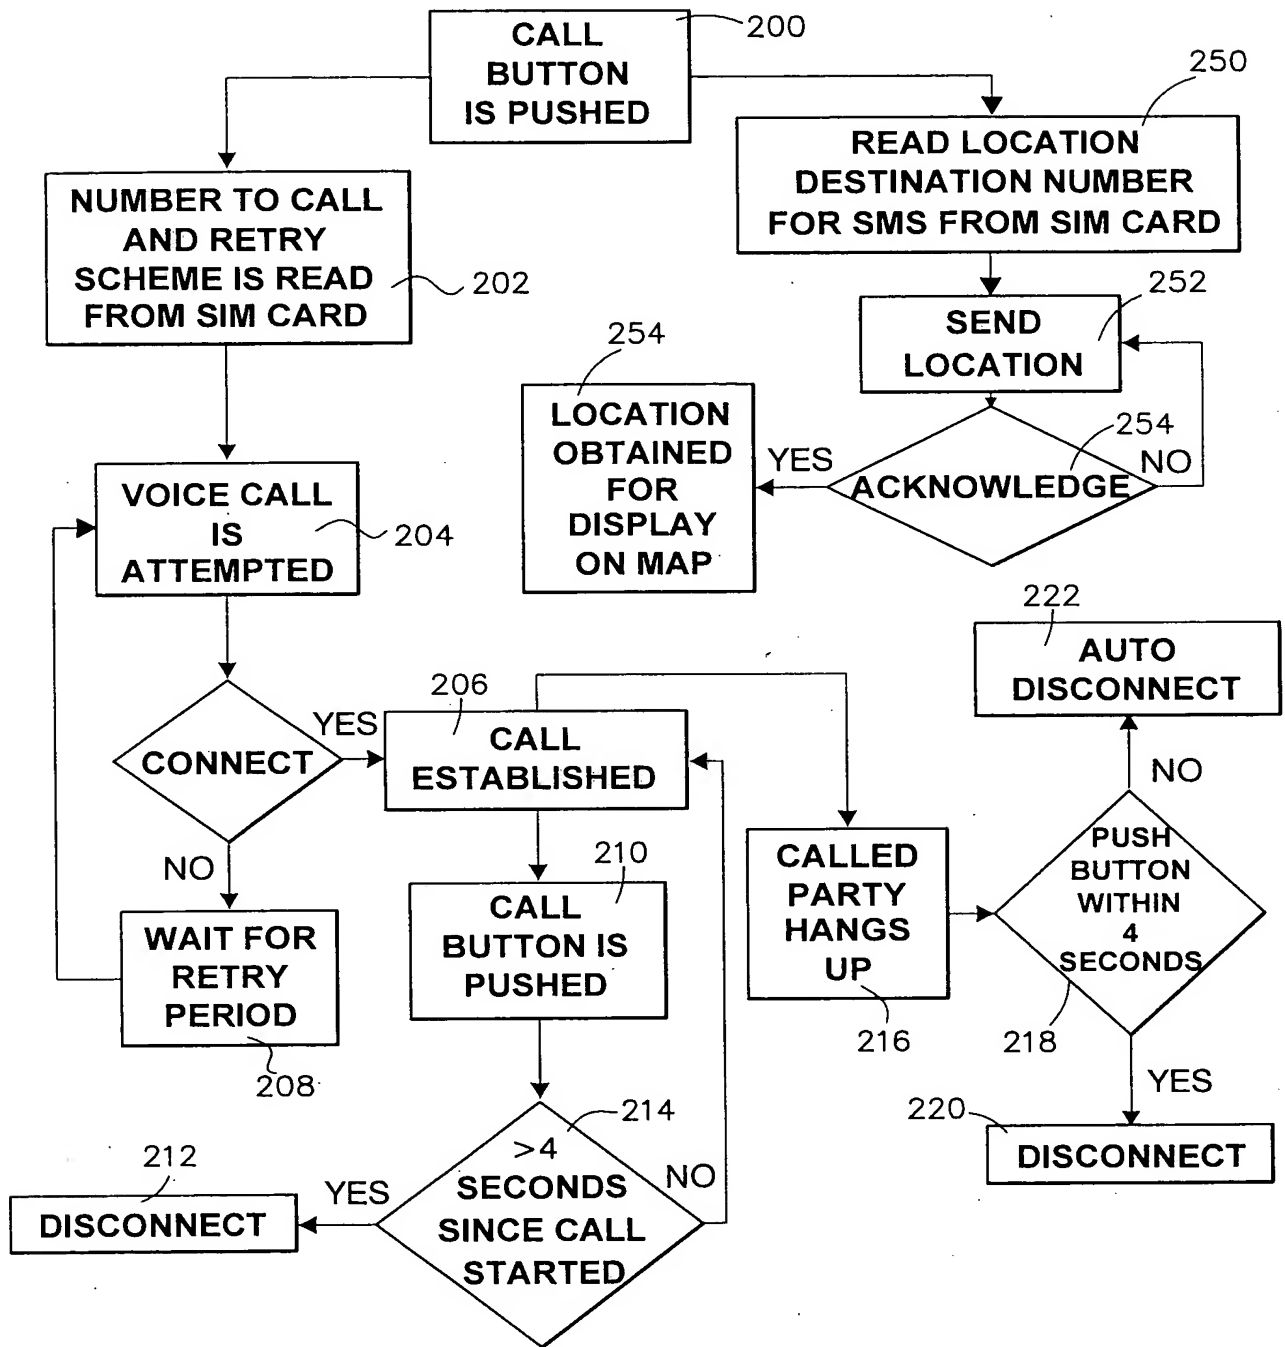 CALL
BUTTON
IS PUSHED
200
250
READ LOCATION
DESTINATION NUMBER
FOR SMS FROM SIM CARD
NUMBER TO CALL
AND RETRY
SCHEME IS READ
FROM SIM CARD
202
252
SEND
LOCATION
254
LOCATION
OBTAINED
FOR
DISPLAY
ON MAP
YES
254
ACKNOWLEDGE
NO
VOICE CALL
IS
ATTEMPTED
204
222
AUTO
DISCONNECT
CONNECT
YES
206
CALL
ESTABLISHED
NO
NO
WAIT FOR
RETRY
PERIOD
208
210
CALL
BUTTON IS
PUSHED
CALLED
PARTY
HANGS
UP
216
PUSH
BUTTON
WITHIN
4
SECONDS
218
YES
220
DISCONNECT
214
>4
SECONDS
SINCE CALL
STARTED
NO
YES
212
DISCONNECT